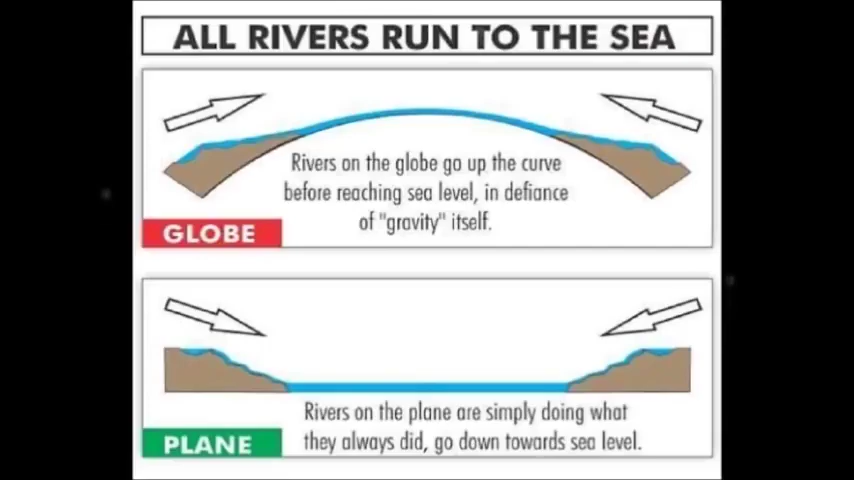 ALL RIVERS RUN TO THE SEA
Rivers on the globe go up the curve
before reaching sea level, in defiance
of "gravity" itself.
GLOBE
Rivers on the plane are simply doing what
they always did, go down towards sea level.
PLANE